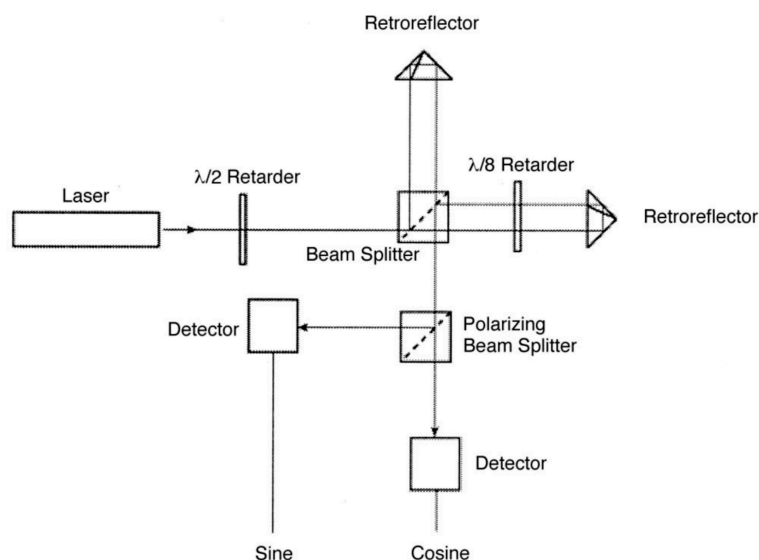 Retroreflector
λ/2 Retarder
λ/8 Retarder
Laser
Retroreflector
Beam Splitter
Detector
Polarizing
Beam Splitter
Detector
Sine
Cosine